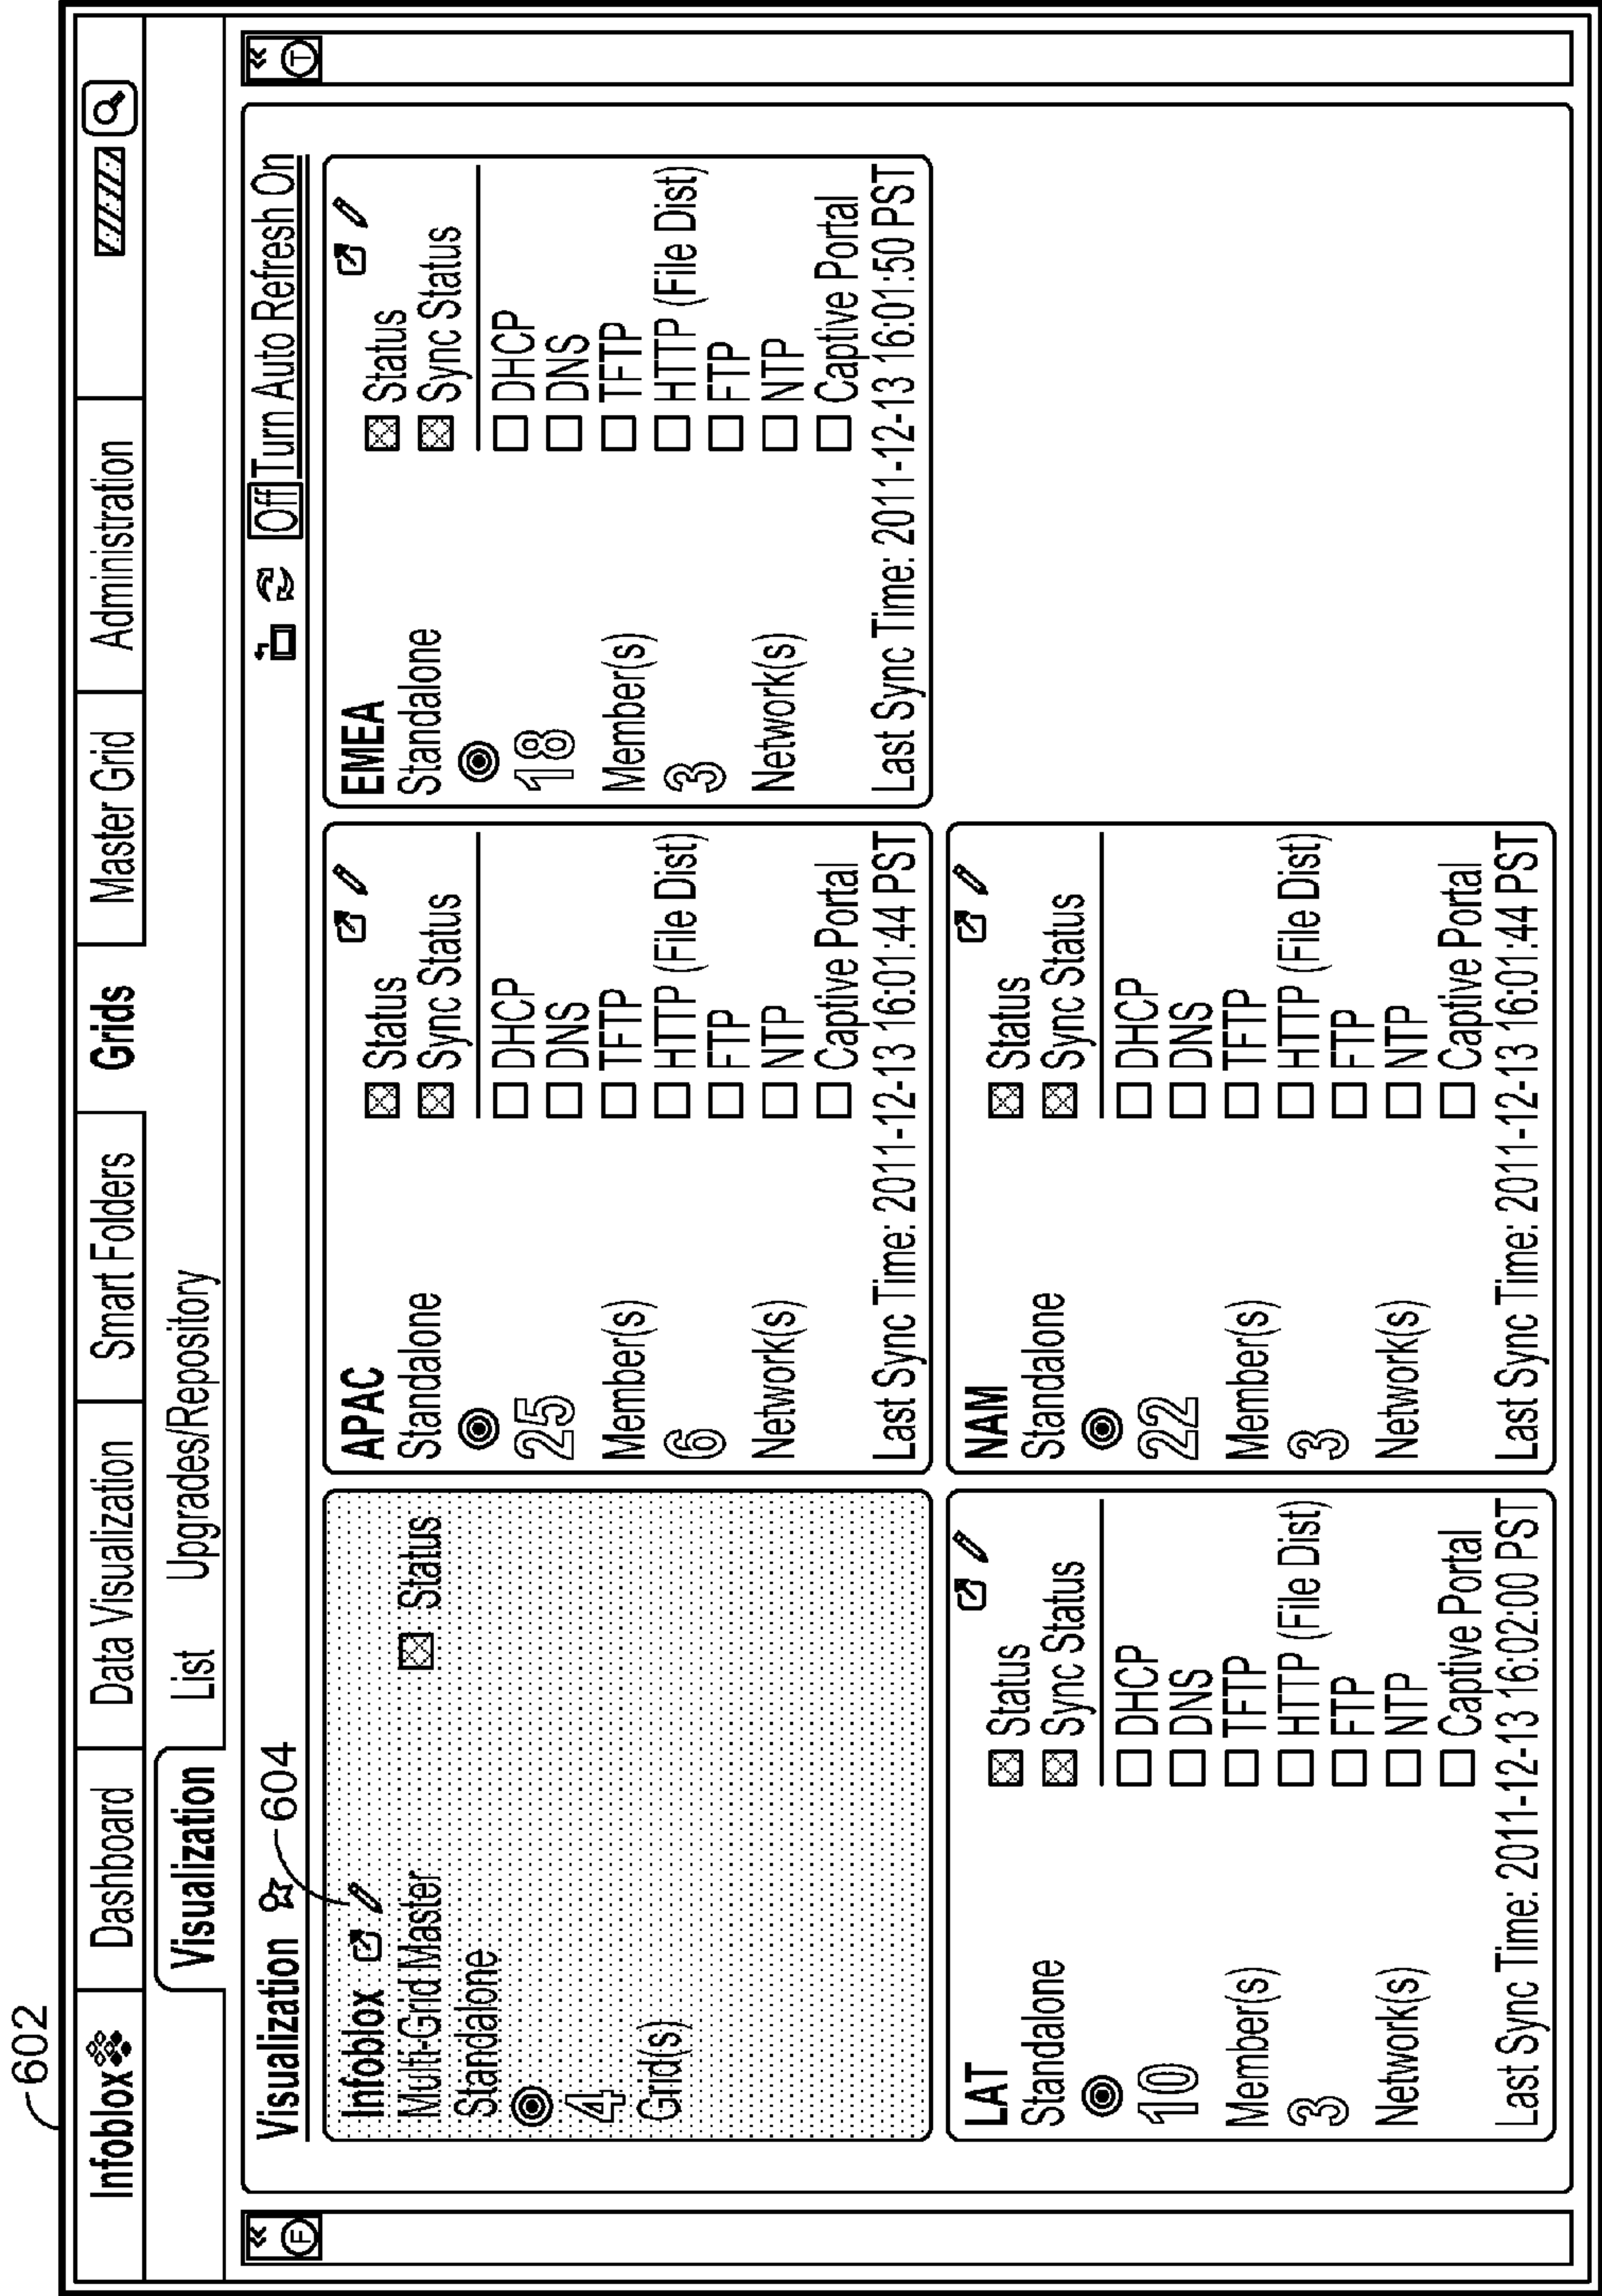 602
Infoblox Dashboard Data Visualization Smart Folders Grids Master Grid Administration
Visualization List Upgrades/Repository
F
T
Visualization Off Turn Auto Refresh On
604
Infoblox
Multi-Grid Master
Standalone
4
Grid(s)
Status
APAC
Standalone
25
Member(s)
6
Network(s)
Status
Sync Status
DHCP
DNS
TFTP
HTTP (File Dist)
FTP
NTP
Captive Portal
Last Sync Time: 2011-12-13 16:01:44 PST
EMEA
Standalone
18
Member(s)
3
Network(s)
Status
Sync Status
DHCP
DNS
TFTP
HTTP (File Dist)
FTP
NTP
Captive Portal
Last Sync Time: 2011-12-13 16:01:50 PST
LAT
Standalone
10
Member(s)
3
Network(s)
Status
Sync Status
DHCP
DNS
TFTP
HTTP (File Dist)
FTP
NTP
Captive Portal
Last Sync Time: 2011-12-13 16:02:00 PST
NAM
Standalone
22
Member(s)
3
Network(s)
Status
Sync Status
DHCP
DNS
TFTP
HTTP (File Dist)
FTP
NTP
Captive Portal
Last Sync Time: 2011-12-13 16:01:44 PST